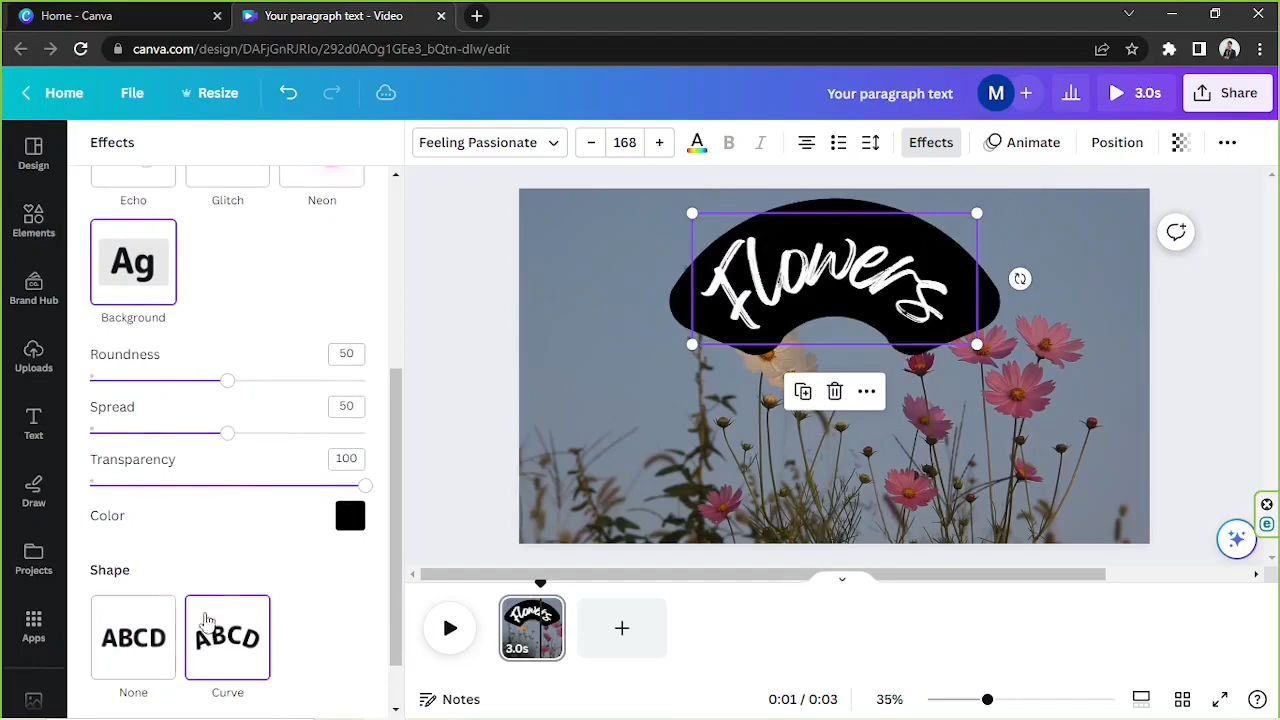 Home - Canva
Your paragraph text - Video
canva.com/design/DAFjGnRJRIo/292d0AOg1GEe3_bQtn-dIw/edit
Home
File
Resize
Your paragraph text
M
3.0s
Share
Effects
Feeling Passionate
168
A
B
I
Effects
Animate
Position
Design
Elements
Brand Hub
Uploads
Text
Draw
Projects
Apps
Echo
Glitch
Neon
Ag
Background
Roundness
50
Spread
50
Transparency
100
Color
Shape
ABCD
ABCD
None
Curve
Flowers
Flowers
3.0s
Notes
0:01 / 0:03
35%